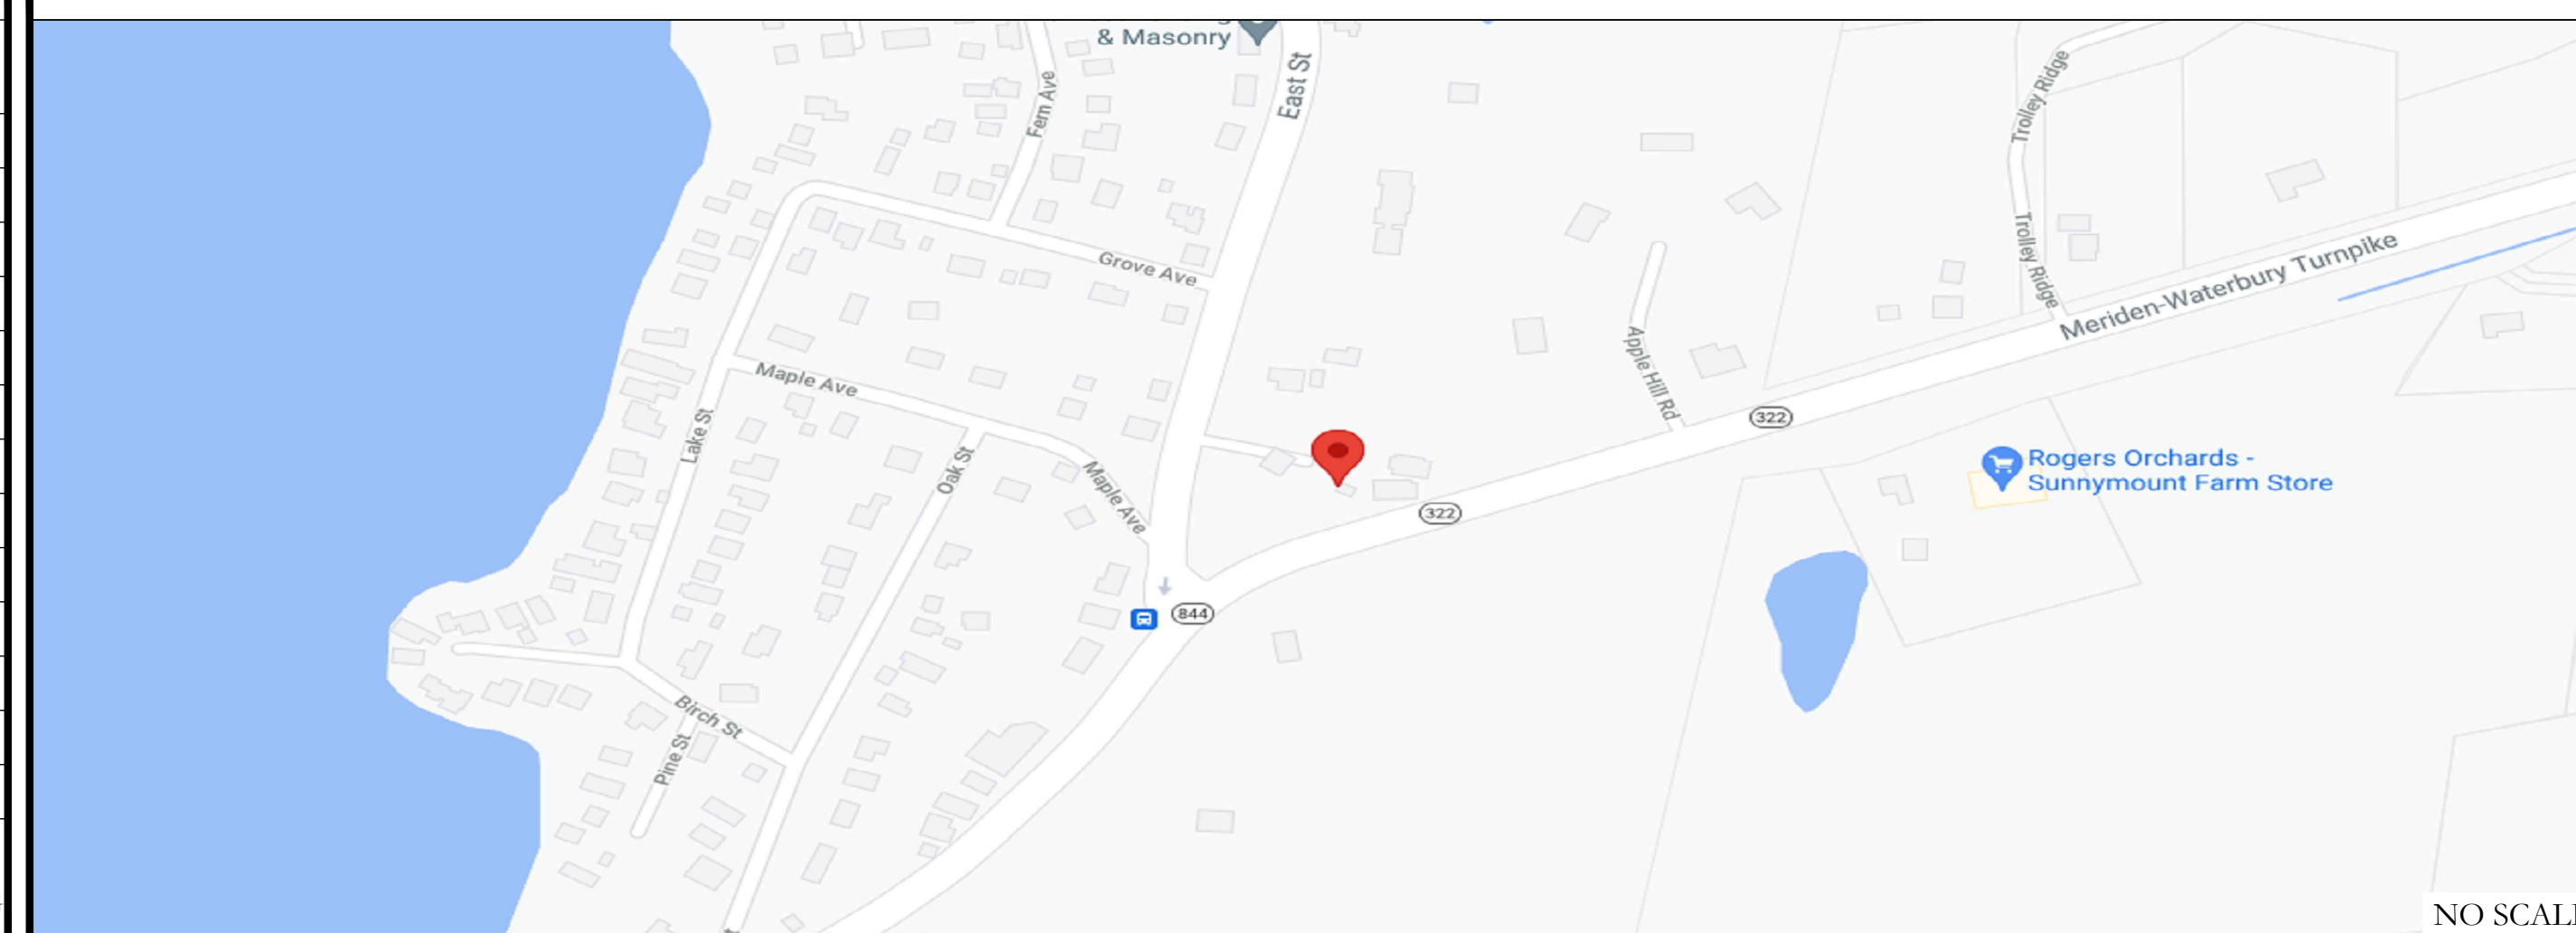 & Masonry
East St
Fern Ave
Trolley Ridge
Grove Ave
Trolley Ridge
Meriden-Waterbury Turnpike
Maple Ave
Apple Hill Rd
322
Lake St
Oak St
Maple Ave
Rogers Orchards -
Sunnymount Farm Store
322
844
Birch St
Pine St
NO SCAL